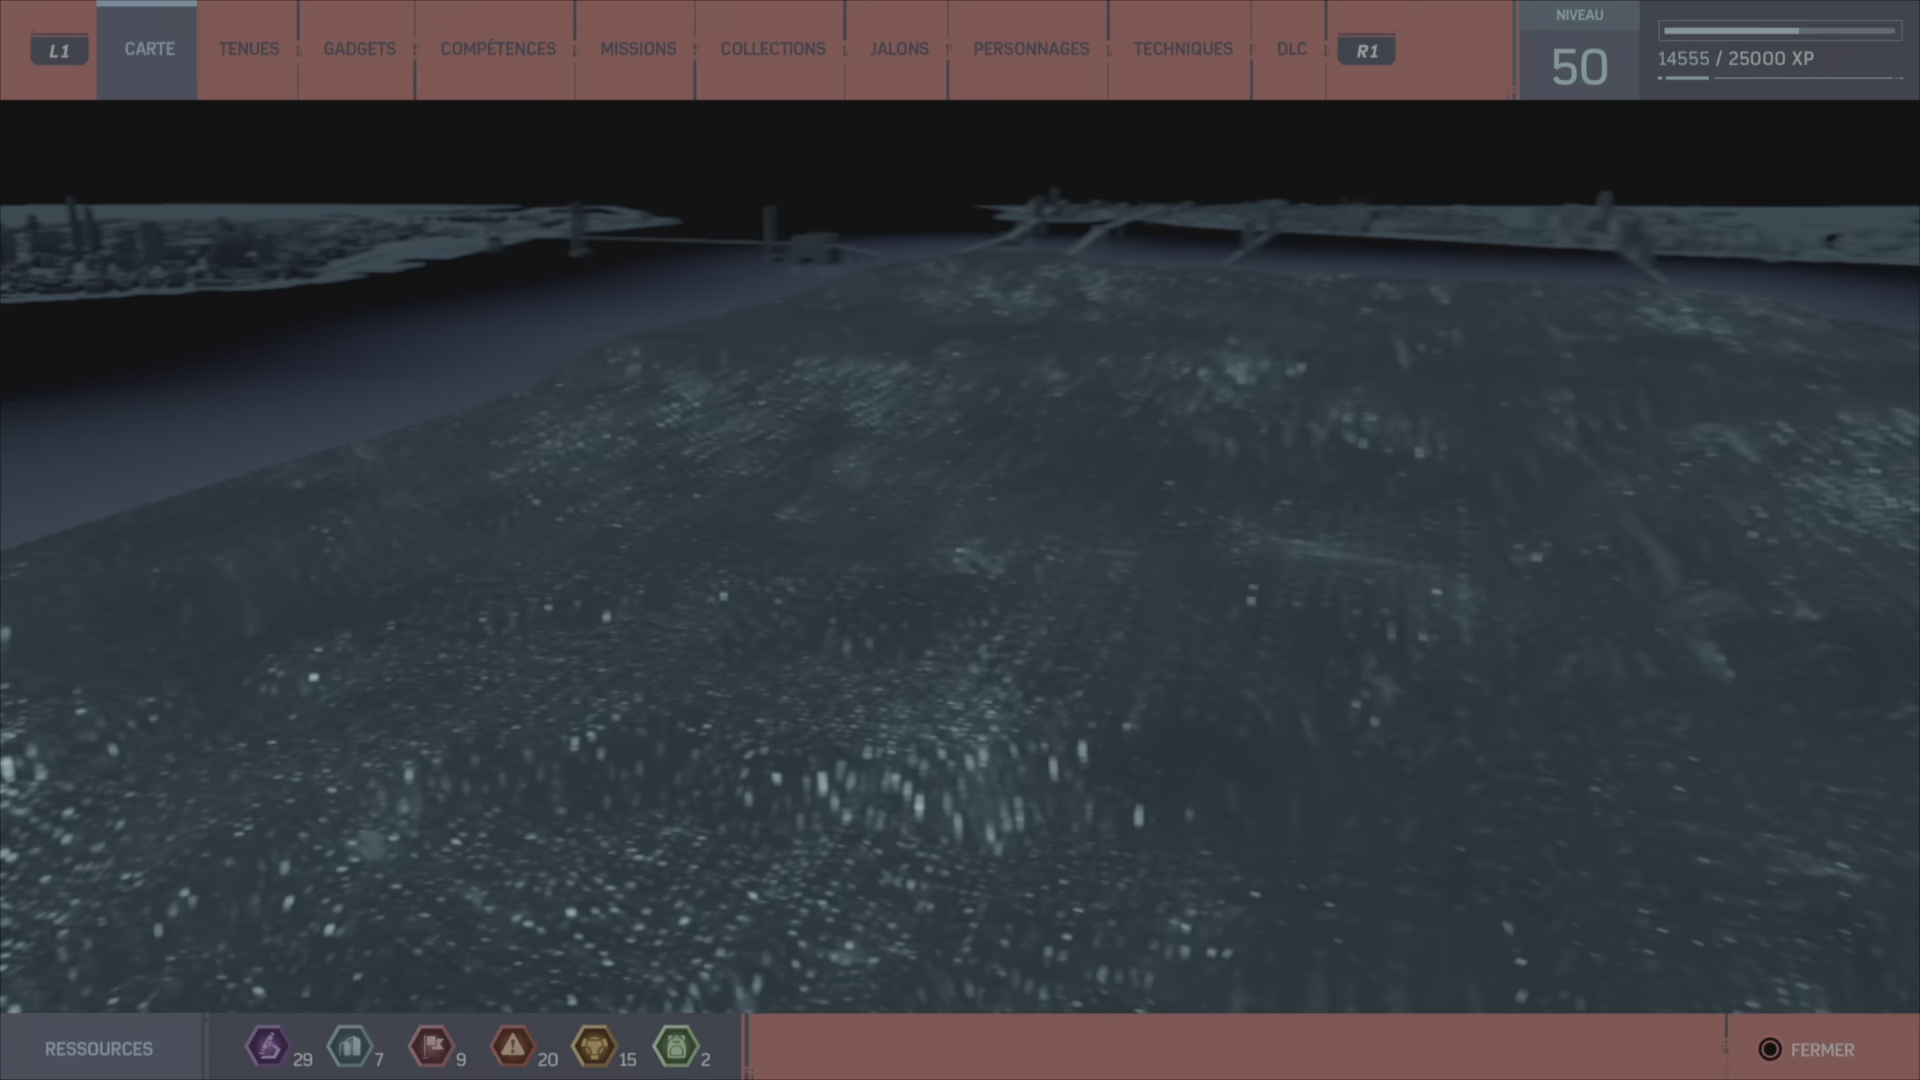 L1 CARTE TENUES GADGETS COMPÉTENCES MISSIONS COLLECTIONS JALONS PERSONNAGES TECHNIQUES DLC R1
NIVEAU
50
14555 / 25000 XP
RESSOURCES 29 7 9 20 15 2 FERMER